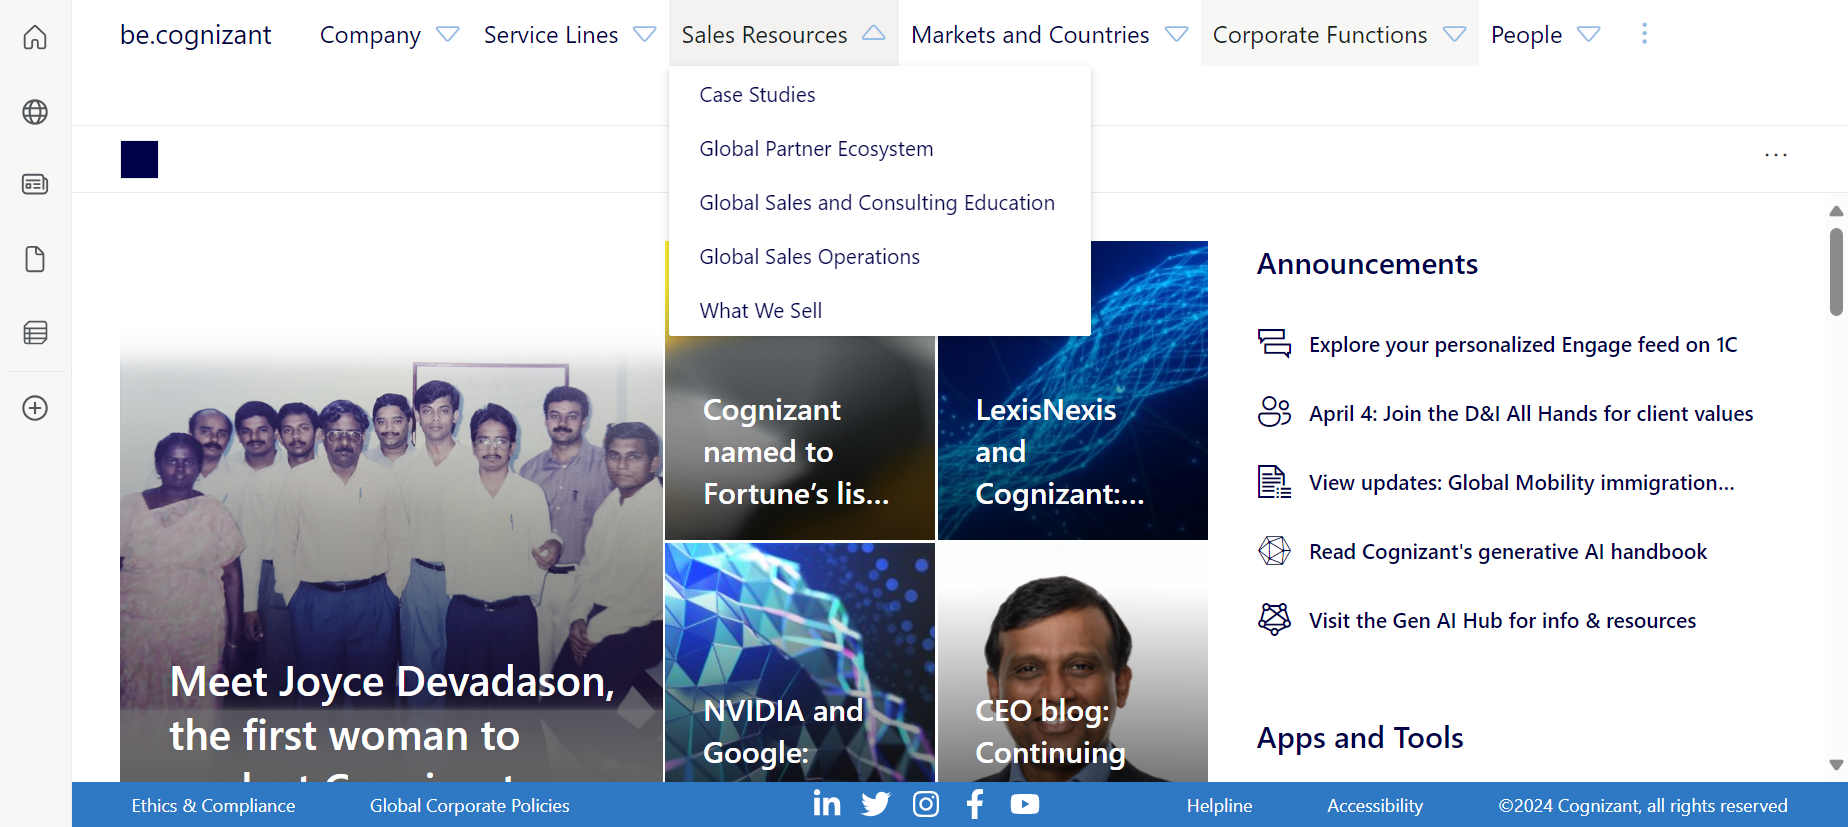 be.cognizant
Company
Service Lines
Sales Resources
Markets and Countries
Corporate Functions
People
Case Studies
Global Partner Ecosystem
Global Sales and Consulting Education
Global Sales Operations
What We Sell
Meet Joyce Devadason,
the first woman to
Cognizant
named to
Fortune’s lis...
LexisNexis
and
Cognizant:...
NVIDIA and
Google:
CEO blog:
Continuing
Announcements
Explore your personalized Engage feed on 1C
April 4: Join the D&I All Hands for client values
View updates: Global Mobility immigration...
Read Cognizant's generative AI handbook
Visit the Gen AI Hub for info & resources
Apps and Tools
Ethics & Compliance
Global Corporate Policies
Helpline
Accessibility
©2024 Cognizant, all rights reserved